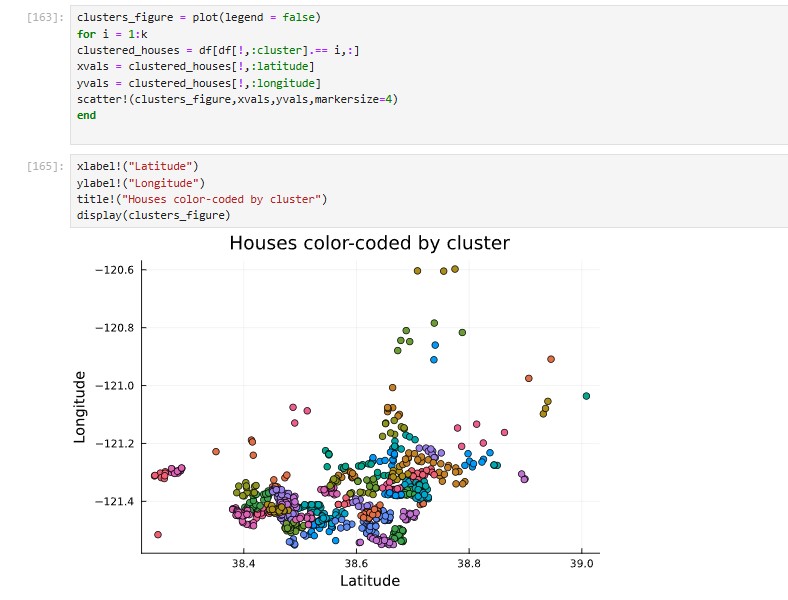 [163]: clusters_figure = plot(legend = false)
for i = 1:k
clustered_houses = df[df[!,:cluster].== i,:]
xvals = clustered_houses[!,:latitude]
yvals = clustered_houses[!,:longitude]
scatter!(clusters_figure,xvals,yvals,markersize=4)
end
[165]: xlabel!("Latitude")
ylabel!("Longitude")
title!("Houses color-coded by cluster")
display(clusters_figure)
Houses color-coded by cluster
−120.6
−120.8
−121.0
−121.2
−121.4
Longitude
38.4 38.6 38.8 39.0
Latitude